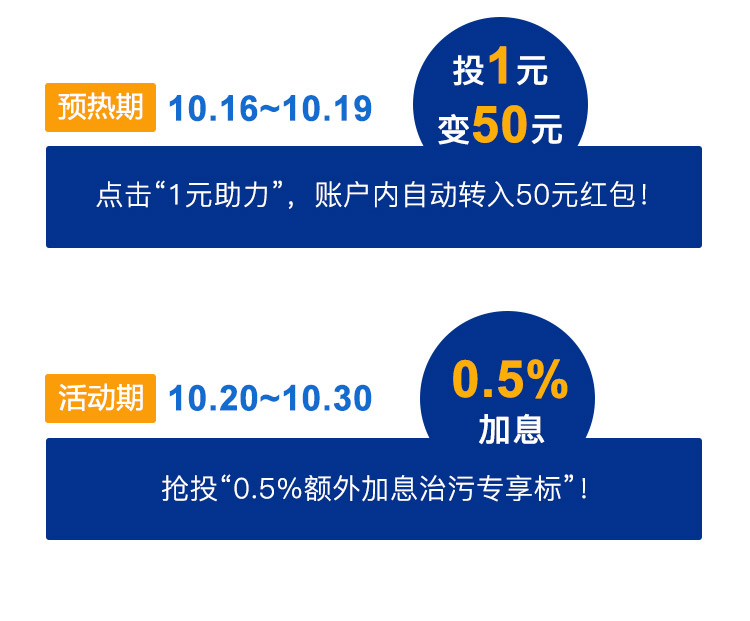 投1元
变50元
预热期 10.16~10.19
点击“1元助力”，账户内自动转入50元红包！
0.5%
加息
活动期 10.20~10.30
抢投“0.5%额外加息治污专享标”！